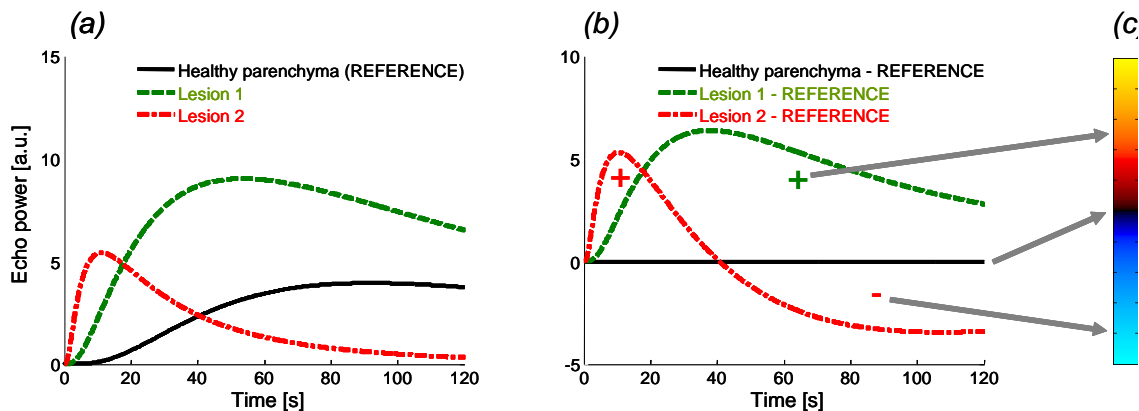 (a)
15
10
5
0
0 20 40 60 80 100 120
Echo power [a.u.]
Time [s]
Healthy parenchyma (REFERENCE)
Lesion 1
Lesion 2
(b)
10
5
0
-5
0 20 40 60 80 100 120
Time [s]
Healthy parenchyma - REFERENCE
Lesion 1 - REFERENCE
Lesion 2 - REFERENCE
+
+
-
(c)